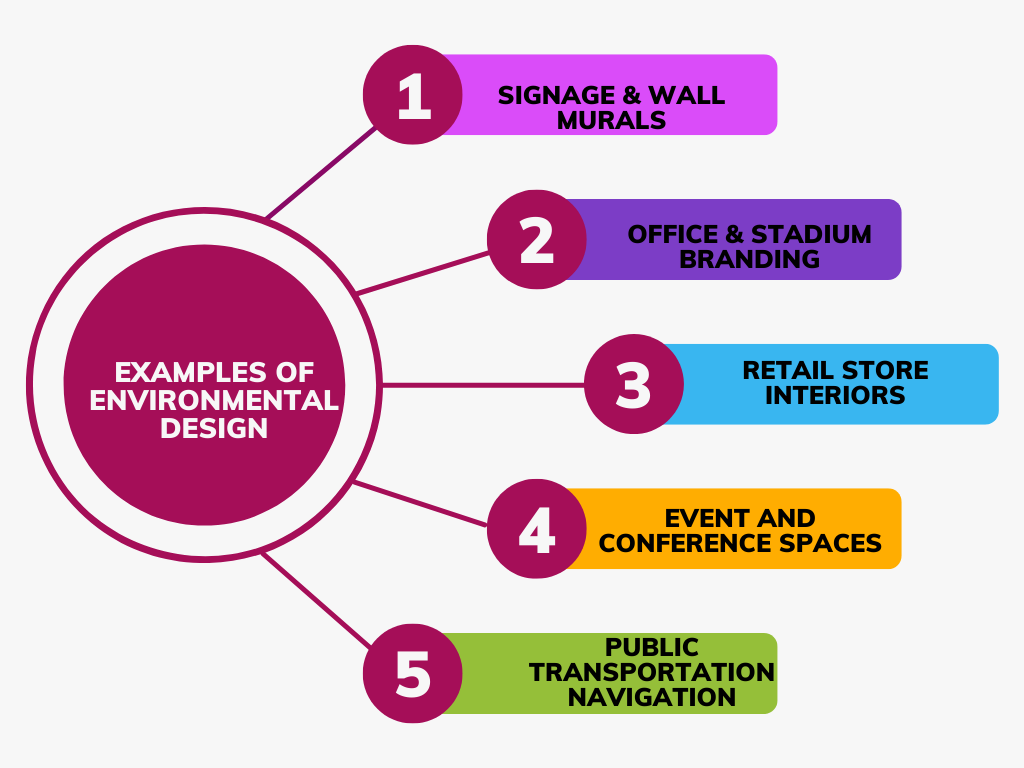 1
SIGNAGE & WALL
MURALS
2
OFFICE & STADIUM
BRANDING
EXAMPLES OF
ENVIRONMENTAL
DESIGN
3
RETAIL STORE
INTERIORS
4
EVENT AND
CONFERENCE SPACES
5
PUBLIC
TRANSPORTATION
NAVIGATION